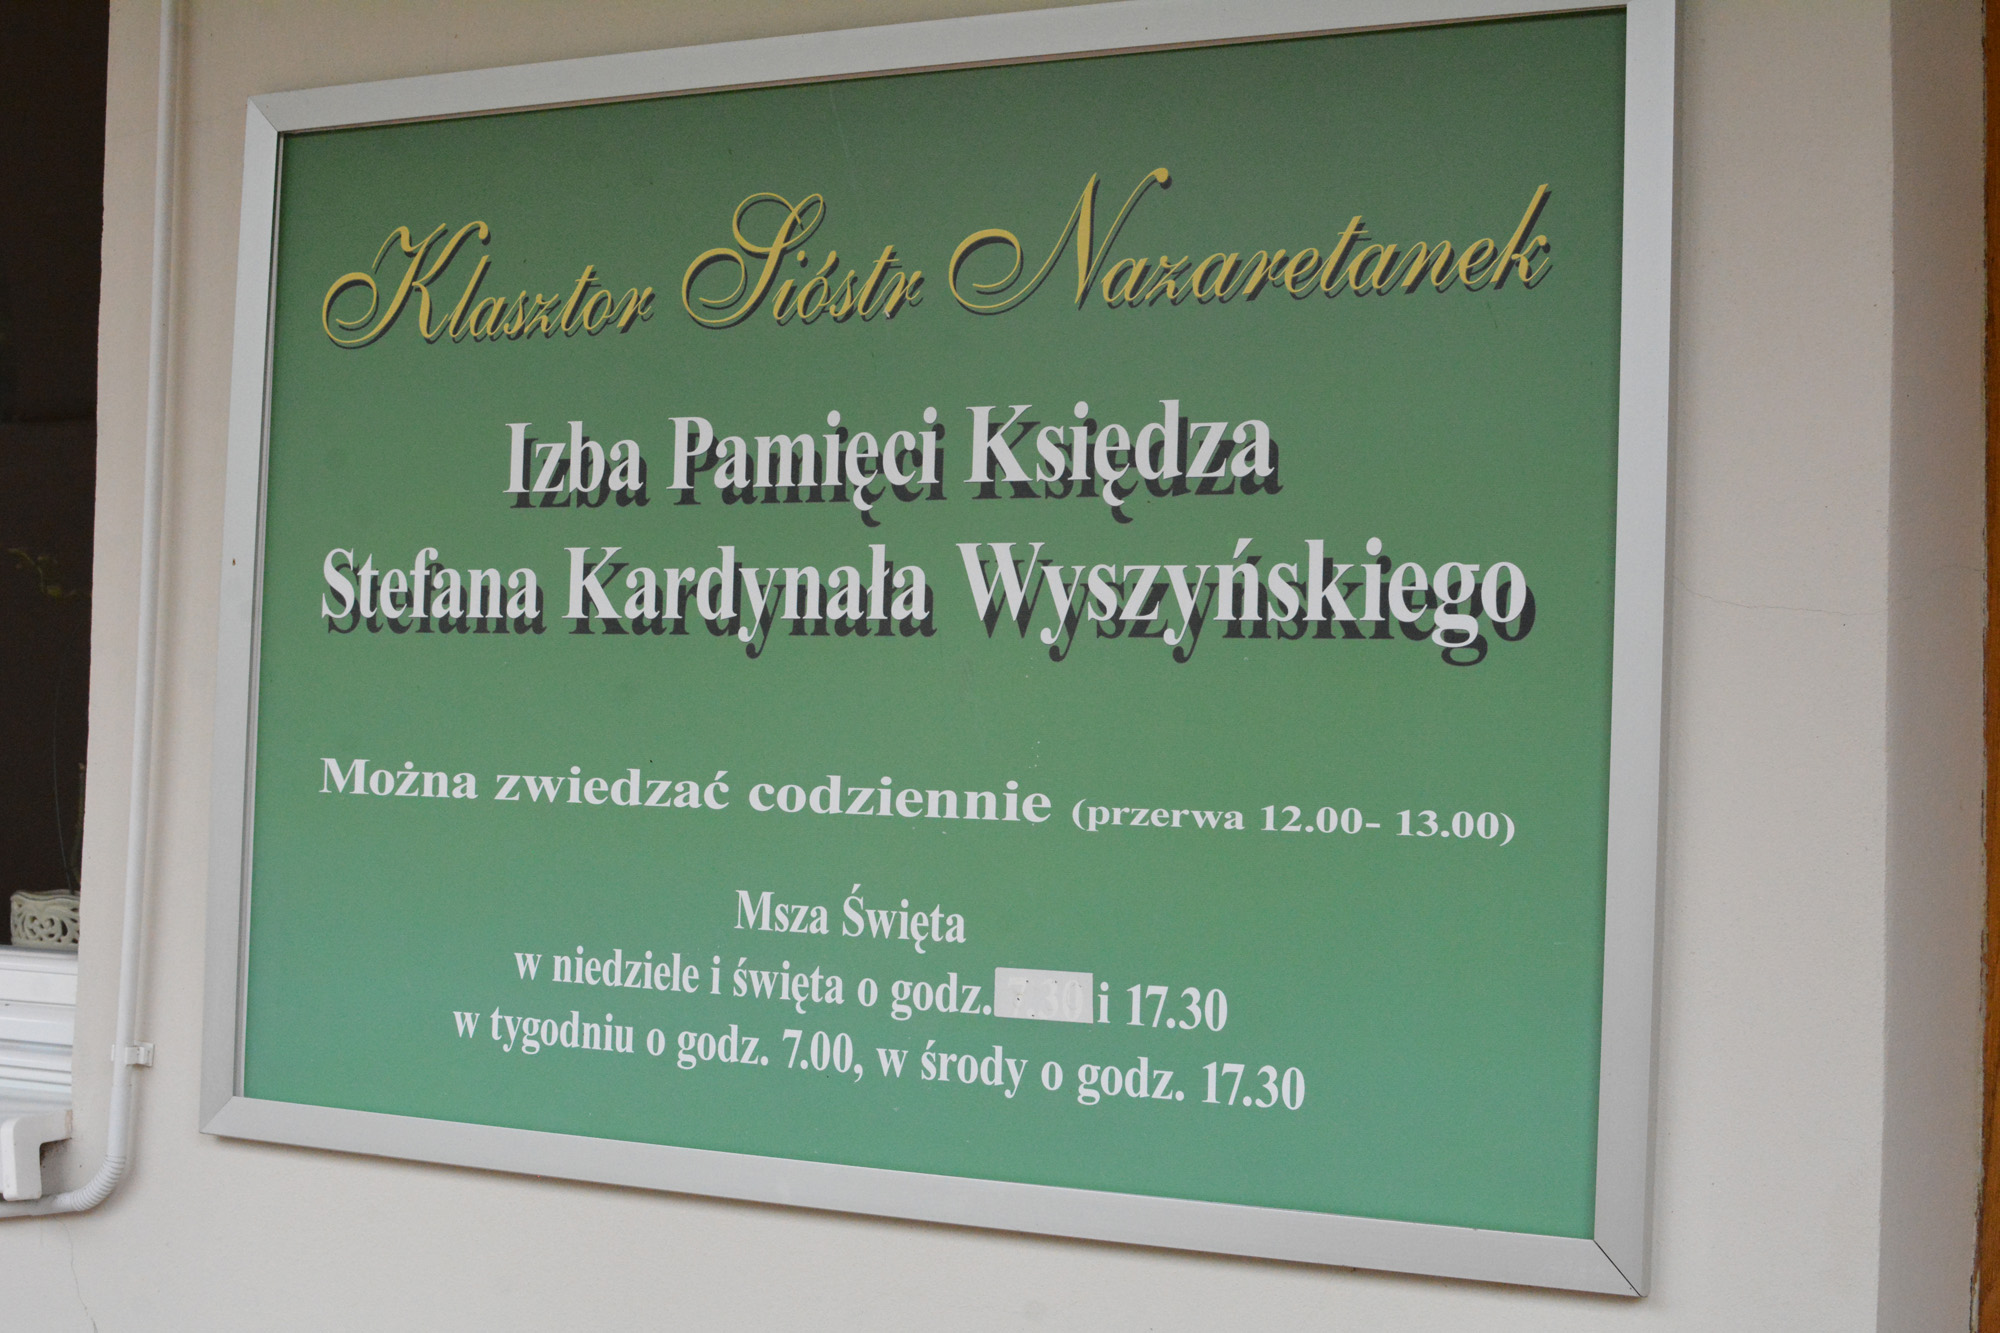 Klasztor Sióstr Nazaretanek
Izba Pamięci Księdza
Stefana Kardynała Wyszyńskiego
Można zwiedzać codziennie (przerwa 12.00- 13.00)
Msza Święta
w niedziele i święta o godz. 7.30 i 17.30
w tygodniu o godz. 7.00, w środy o godz. 17.30